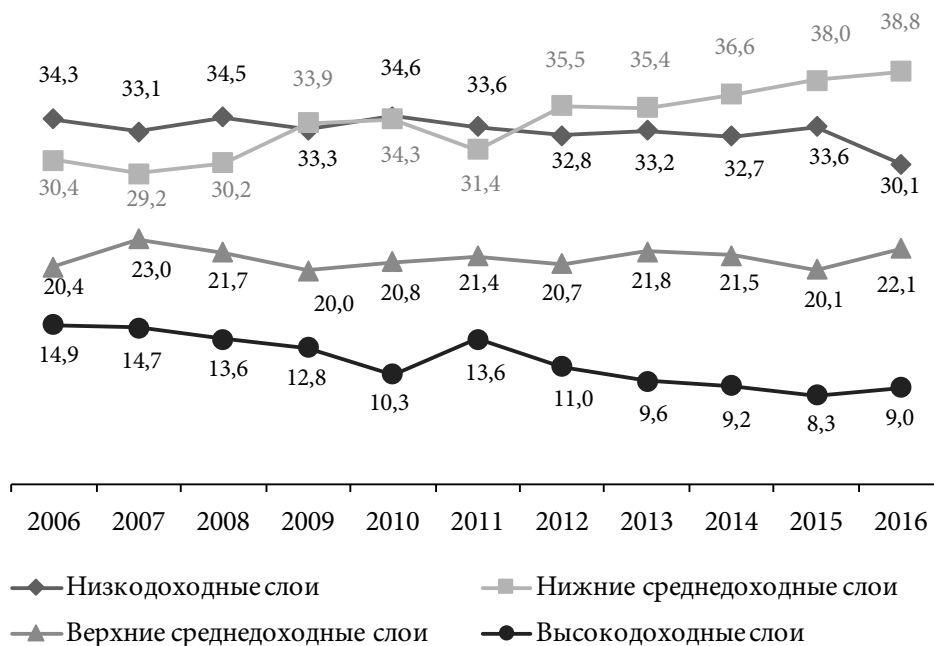 38,0 38,8
35,5 35,4 36,6
34,3 33,1 34,5 33,9 34,6 33,6
33,3 34,3 31,4 32,8 33,2 32,7 33,6 30,1
30,4 29,2 30,2
20,4 23,0 21,7 20,0 20,8 21,4 20,7 21,8 21,5 20,1 22,1
14,9 14,7 13,6 12,8 10,3 13,6 11,0 9,6 9,2 8,3 9,0
2006 2007 2008 2009 2010 2011 2012 2013 2014 2015 2016
Низкодоходные слои Нижние среднедоходные слои
Верхние среднедоходные слои Высокодоходные слои